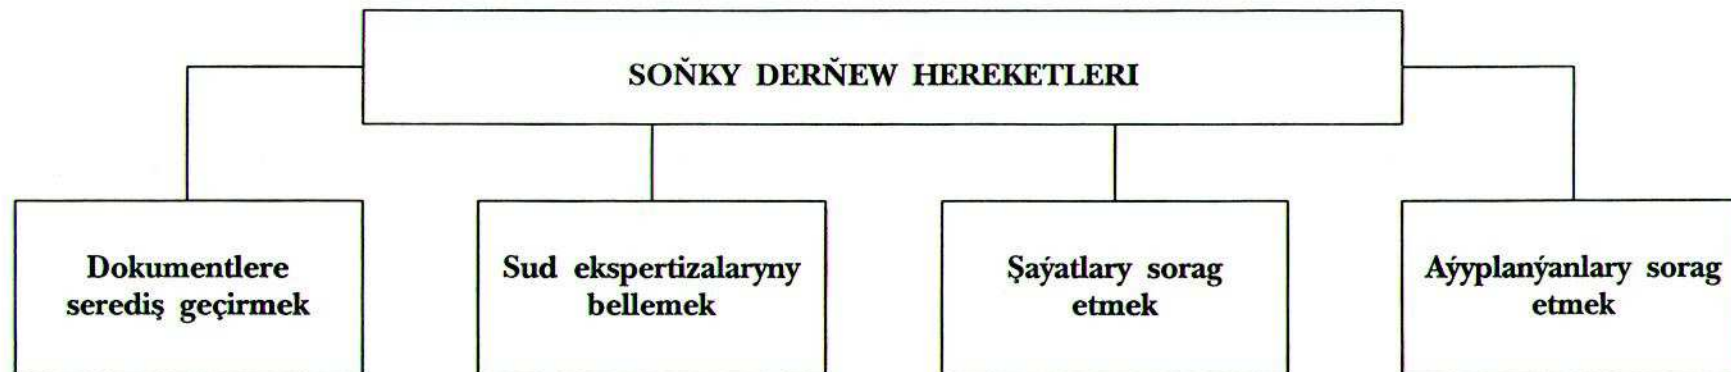 SOŇKY DERŇEW HEREKETLERI
Dokumentlere
serediş geçirmek
Sud ekspertizalaryny
bellemek
Şaýatlary sorag
etmek
Aýyplanýanlary sorag
etmek